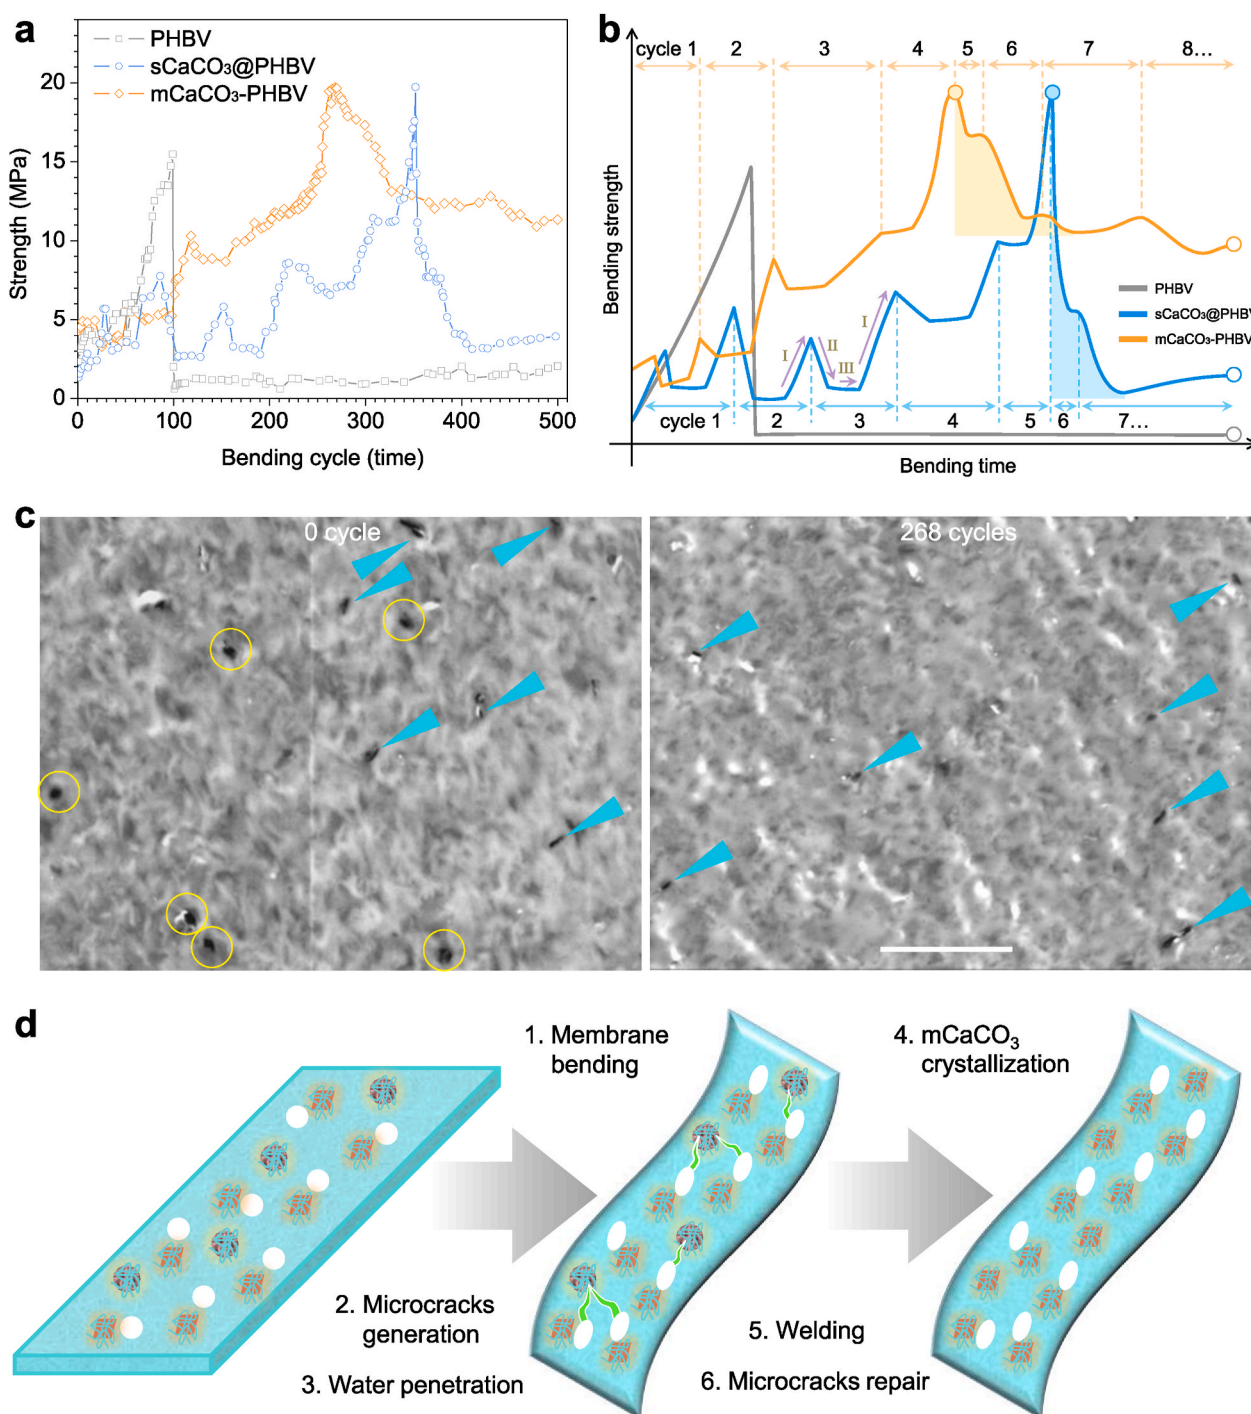 a
PHBV
sCaCO₃@PHBV
mCaCO₃-PHBV
Strength (MPa)
20
15
10
5
0
0
100
200
300
400
500
Bending cycle (time)
b
cycle 1
2
3
4
5
6
7
8...
Bending strength
I
II
III
I
PHBV
sCaCO₃@PHBV
mCaCO₃-PHBV
cycle 1
2
3
4
5
6
7...
Bending time
c
0 cycle
268 cycles
d
1. Membrane
bending
2. Microcracks
generation
3. Water penetration
4. mCaCO₃
crystallization
5. Welding
6. Microcracks repair